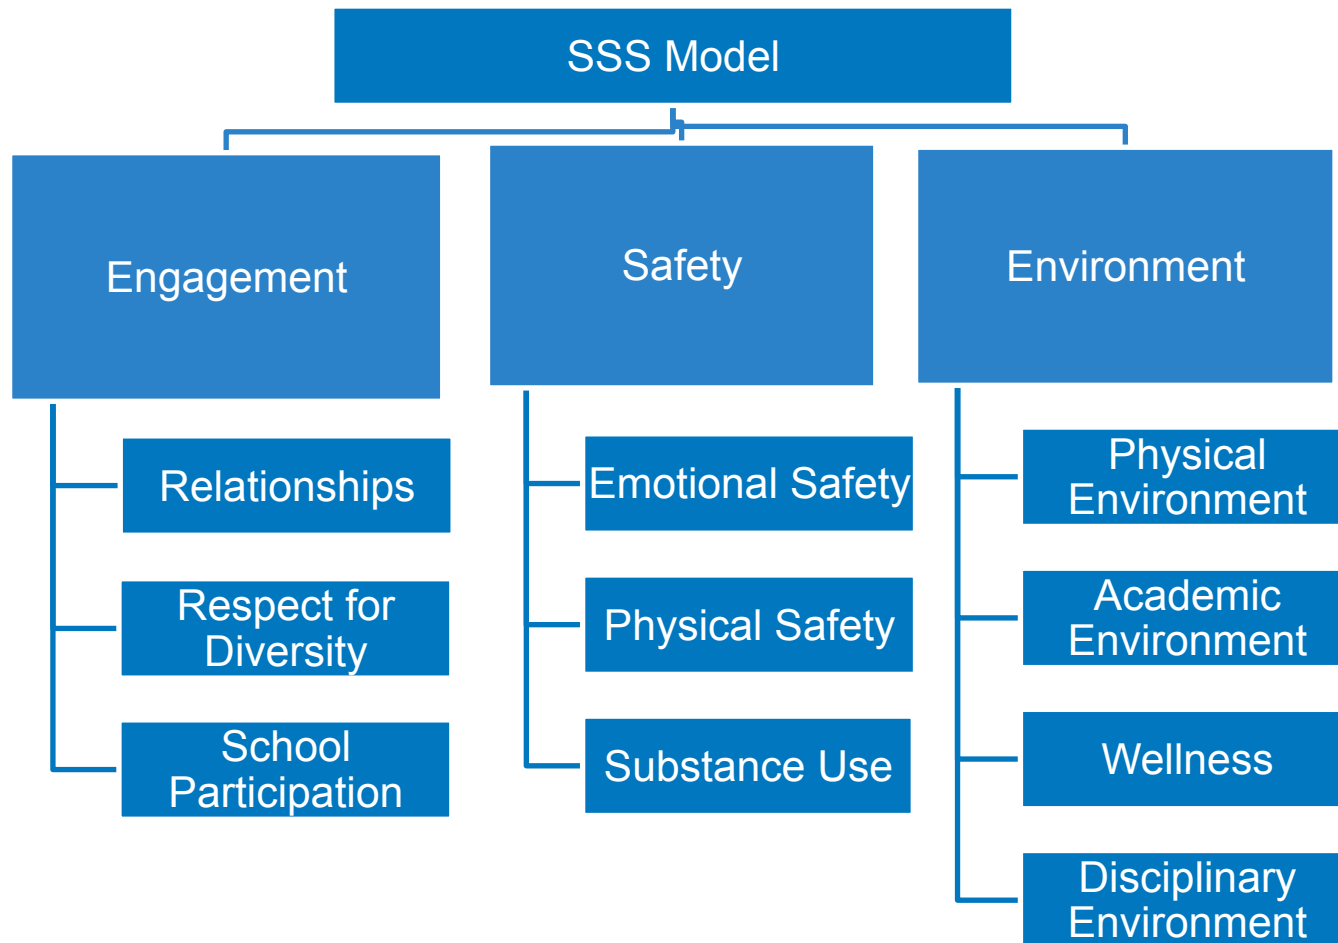 SSS Model
Engagement
Safety
Environment
Relationships
Respect for
Diversity
School
Participation
Emotional Safety
Physical Safety
Substance Use
Physical
Environment
Academic
Environment
Wellness
Disciplinary
Environment